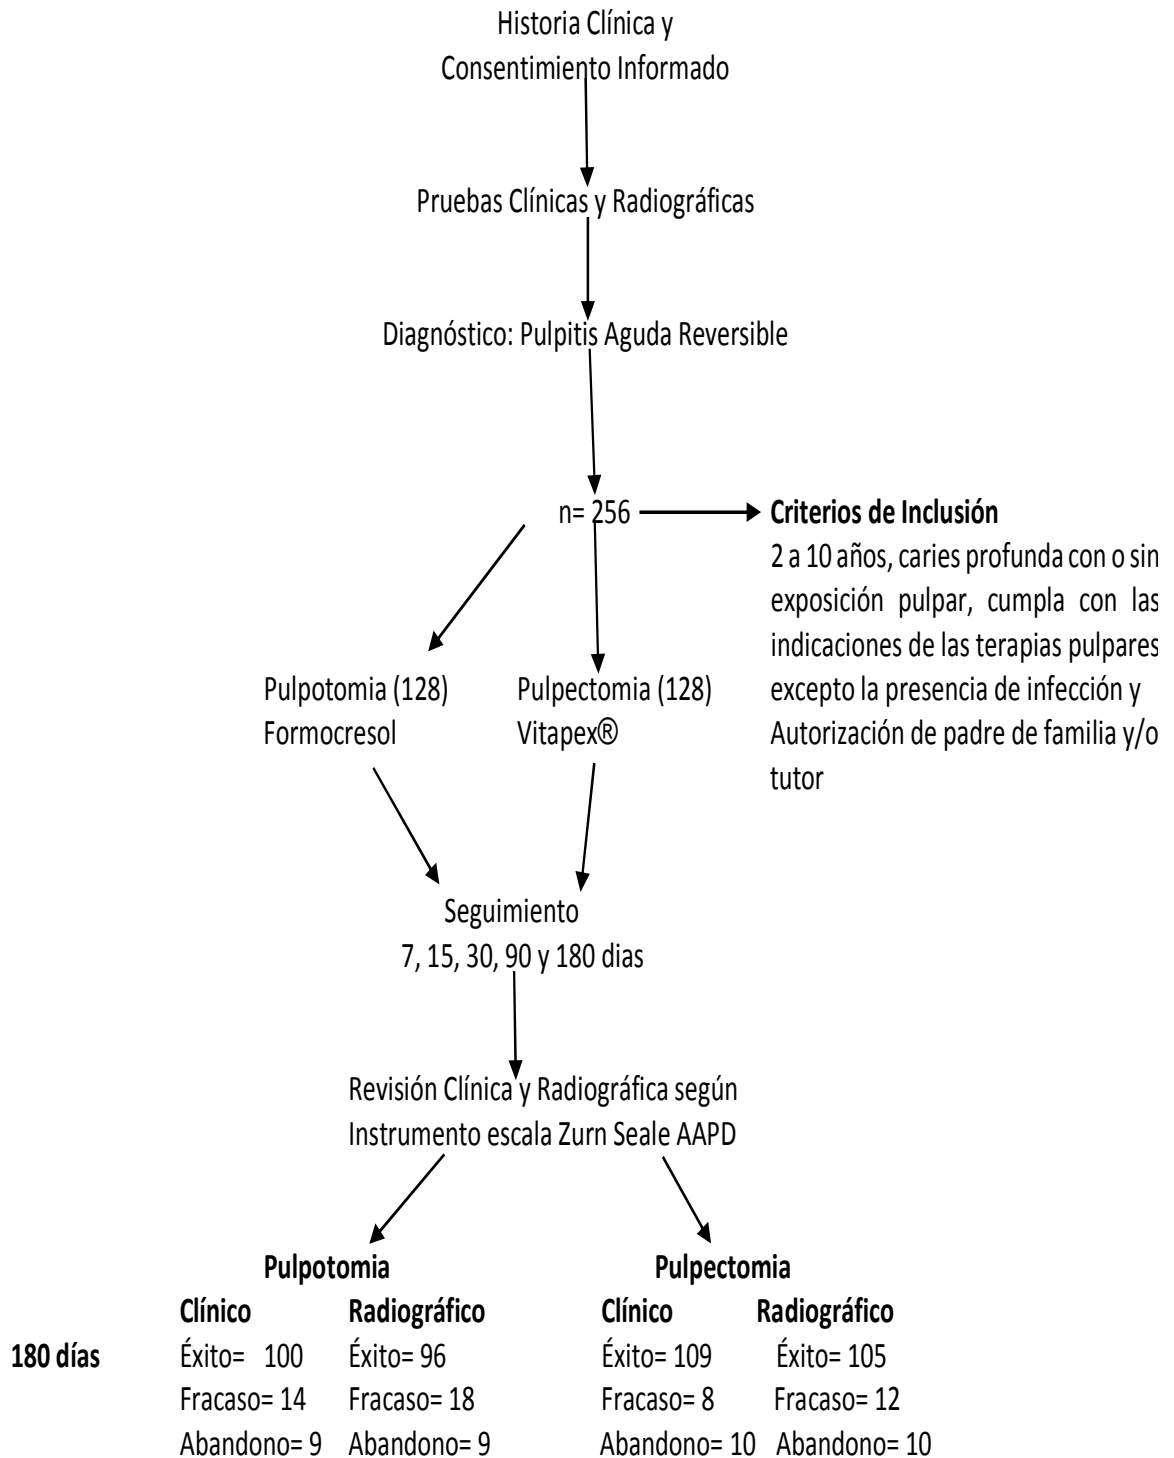 Historia Clínica y
Consentimiento Informado
Pruebas Clínicas y Radiográficas
Diagnóstico: Pulpitis Aguda Reversible
n= 256
Criterios de Inclusión
2 a 10 años, caries profunda con o sin
exposición pulpar, cumpla con las
indicaciones de las terapias pulpares
excepto la presencia de infección y
Autorización de padre de familia y/o
tutor
Pulpotomia (128)
Formocresol
Pulpectomia (128)
Vitapex®
Seguimiento
7, 15, 30, 90 y 180 dias
Revisión Clínica y Radiográfica según
Instrumento escala Zurn Seale AAPD
Pulpotomia Pulpectomia
Clínico Radiográfico Clínico Radiográfico
180 días Éxito= 100 Éxito= 96 Éxito= 109 Éxito= 105
Fracaso= 14 Fracaso= 18 Fracaso= 8 Fracaso= 12
Abandono= 9 Abandono= 9 Abandono= 10 Abandono= 10